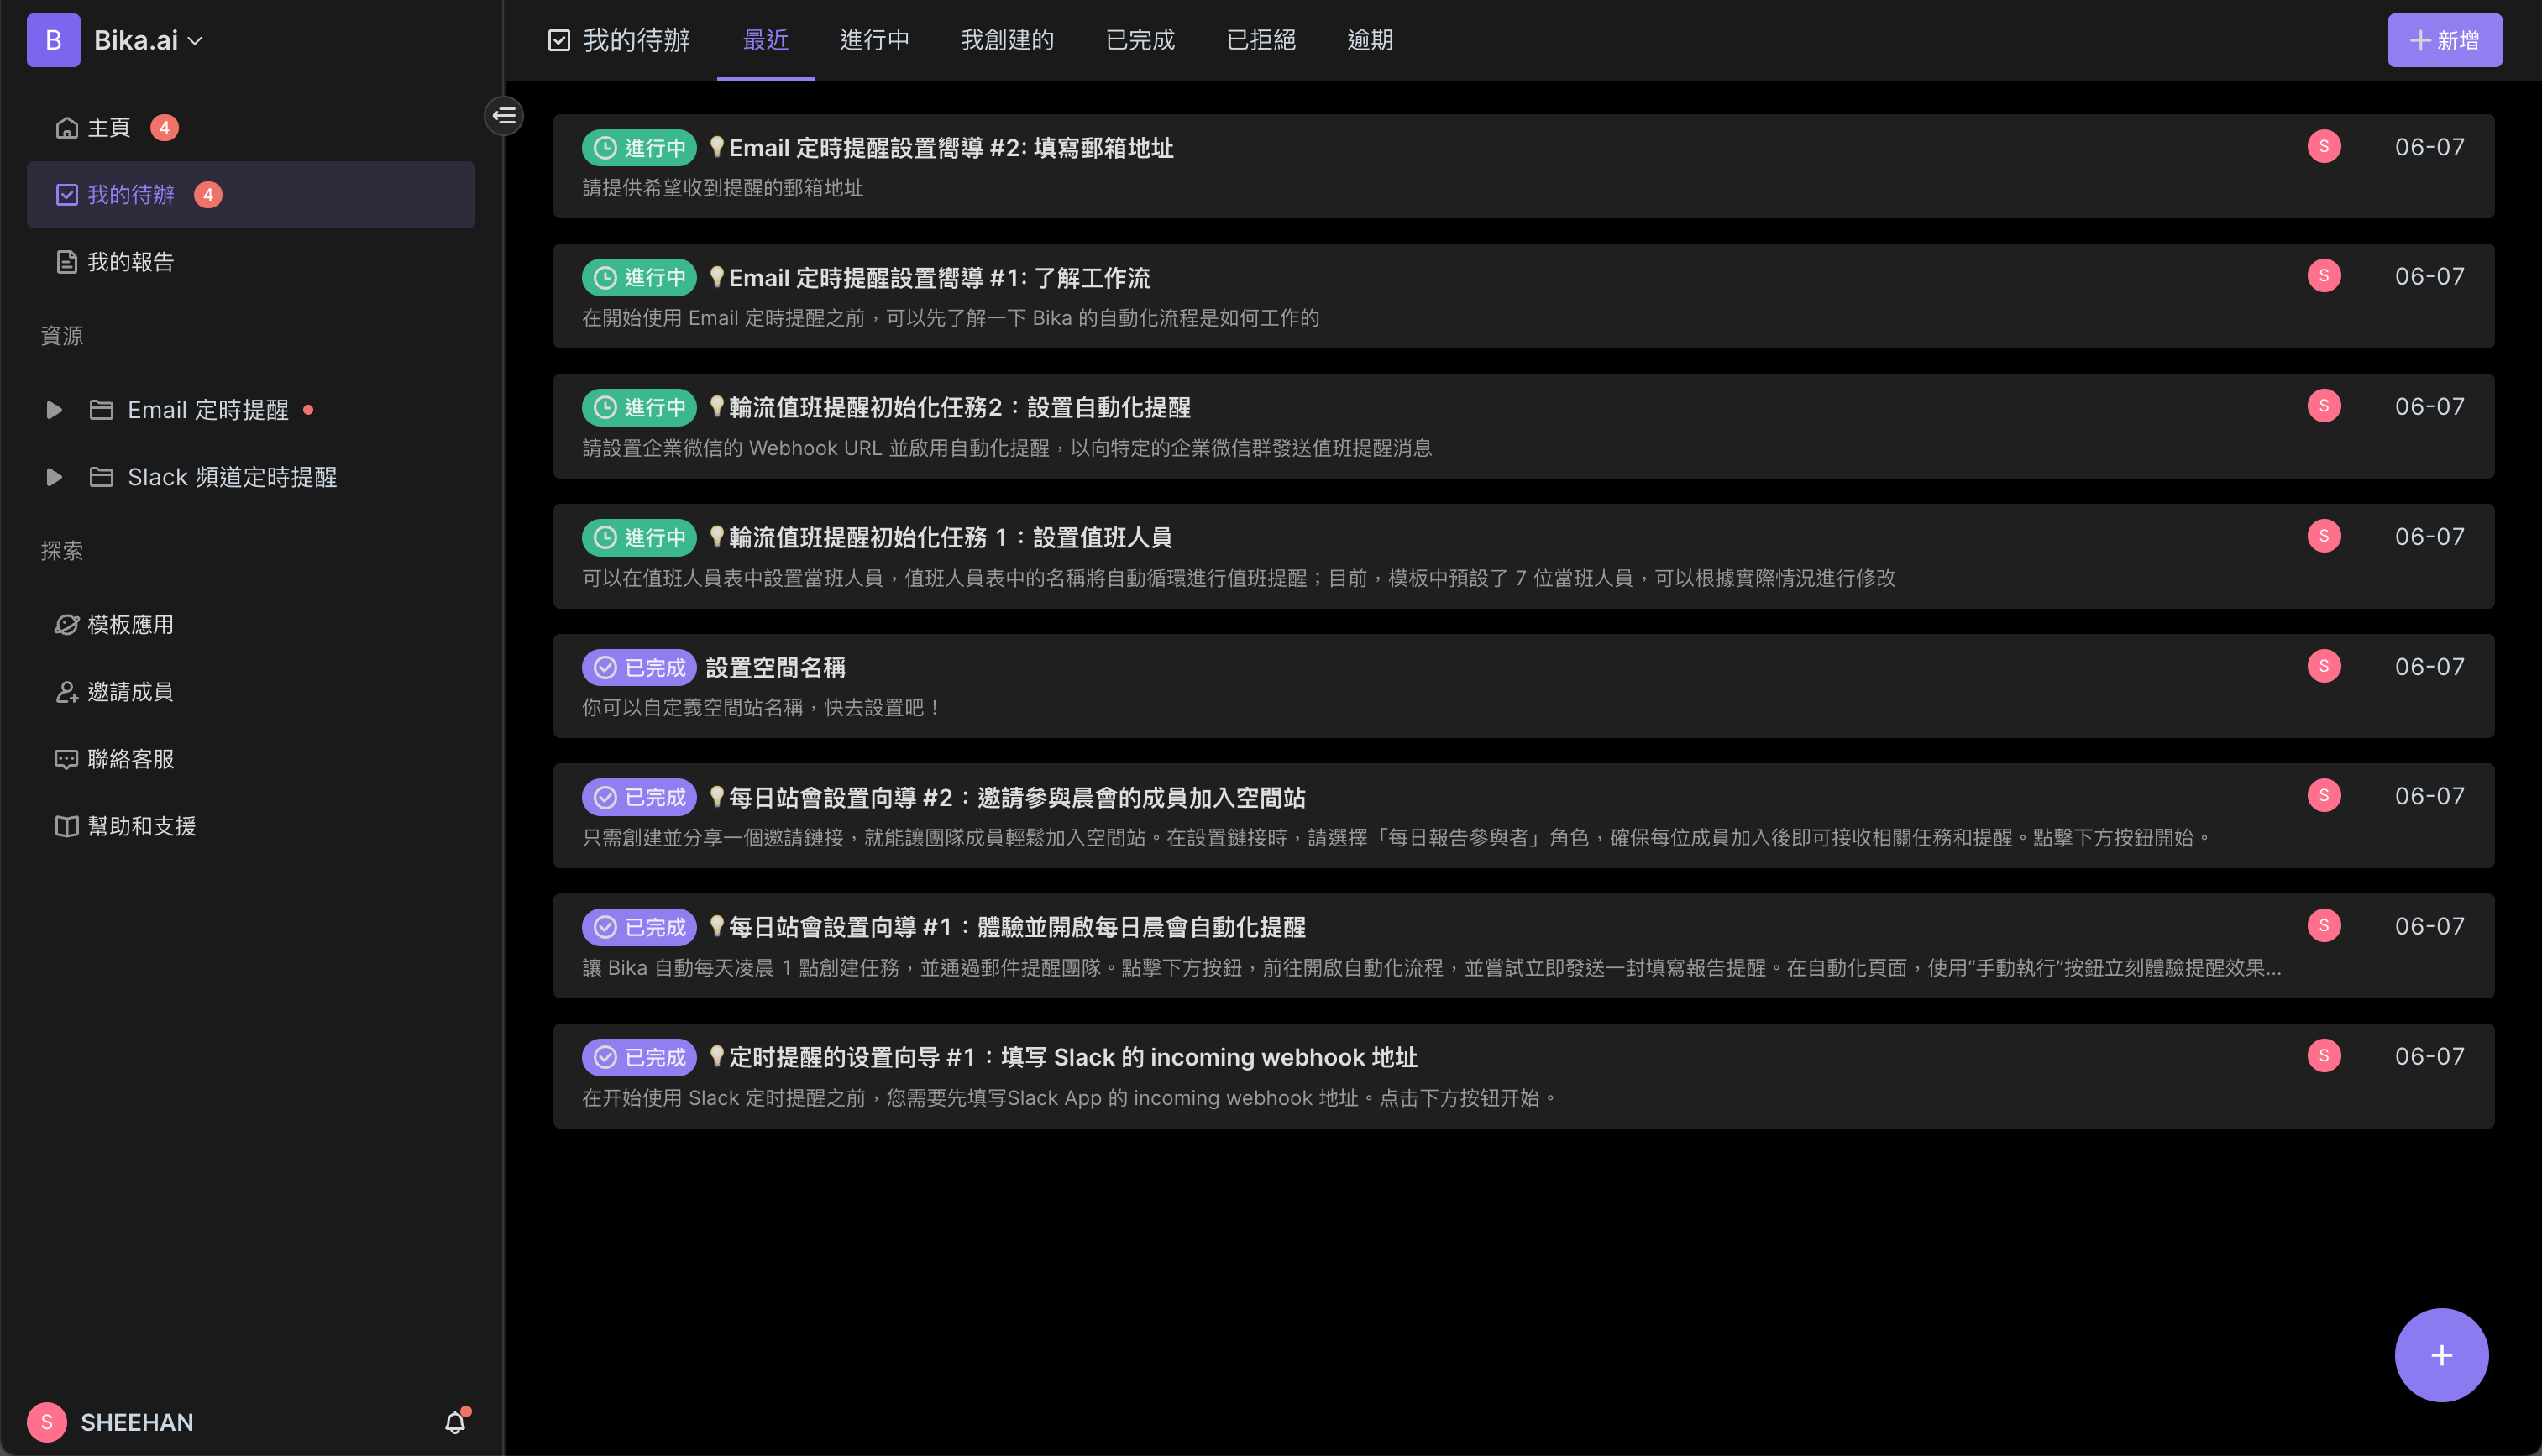 B Bika.ai
主頁 4
我的待辦 4
我的報告
資源
Email 定時提醒
Slack 頻道定時提醒
探索
模板應用
邀請成員
聯絡客服
幫助和支援
S SHEEHAN
我的待辦 最近 進行中 我創建的 已完成 已拒絕 逾期 新增
進行中 Email 定時提醒設置嚮導 #2: 填寫郵箱地址 S 06-07
請提供希望收到提醒的郵箱地址
進行中 Email 定時提醒設置嚮導 #1: 了解工作流 S 06-07
在開始使用 Email 定時提醒之前，可以先了解一下 Bika 的自動化流程是如何工作的
進行中 輪流值班提醒初始化任務2：設置自動化提醒 S 06-07
請設置企業微信的 Webhook URL 並啟用自動化提醒，以向特定的企業微信群發送值班提醒消息
進行中 輪流值班提醒初始化任務 1：設置值班人員 S 06-07
可以在值班人員表中設置當班人員，值班人員表中的名稱將自動循環進行值班提醒；目前，模板中預設了 7 位當班人員，可以根據實際情況進行修改
已完成 設置空間名稱 S 06-07
你可以自定義空間站名稱，快去設置吧！
已完成 每日站會設置向導 #2：邀請參與晨會的成員加入空間站 S 06-07
只需創建並分享一個邀請鏈接，就能讓團隊成員輕鬆加入空間站。在設置鏈接時，請選擇「每日報告參與者」角色，確保每位成員加入後即可接收相關任務和提醒。點擊下方按鈕開始。
已完成 每日站會設置向導 #1：體驗並開啟每日晨會自動化提醒 S 06-07
讓 Bika 自動每天凌晨 1 點創建任務，並通過郵件提醒團隊。點擊下方按鈕，前往開啟自動化流程，並嘗試立即發送一封填寫報告提醒。在自動化頁面，使用“手動執行”按鈕立刻體驗提醒效果...
已完成 定时提醒的设置向导 #1：填写 Slack 的 incoming webhook 地址 S 06-07
在开始使用 Slack 定时提醒之前，您需要先填写Slack App 的 incoming webhook 地址。点击下方按钮开始。